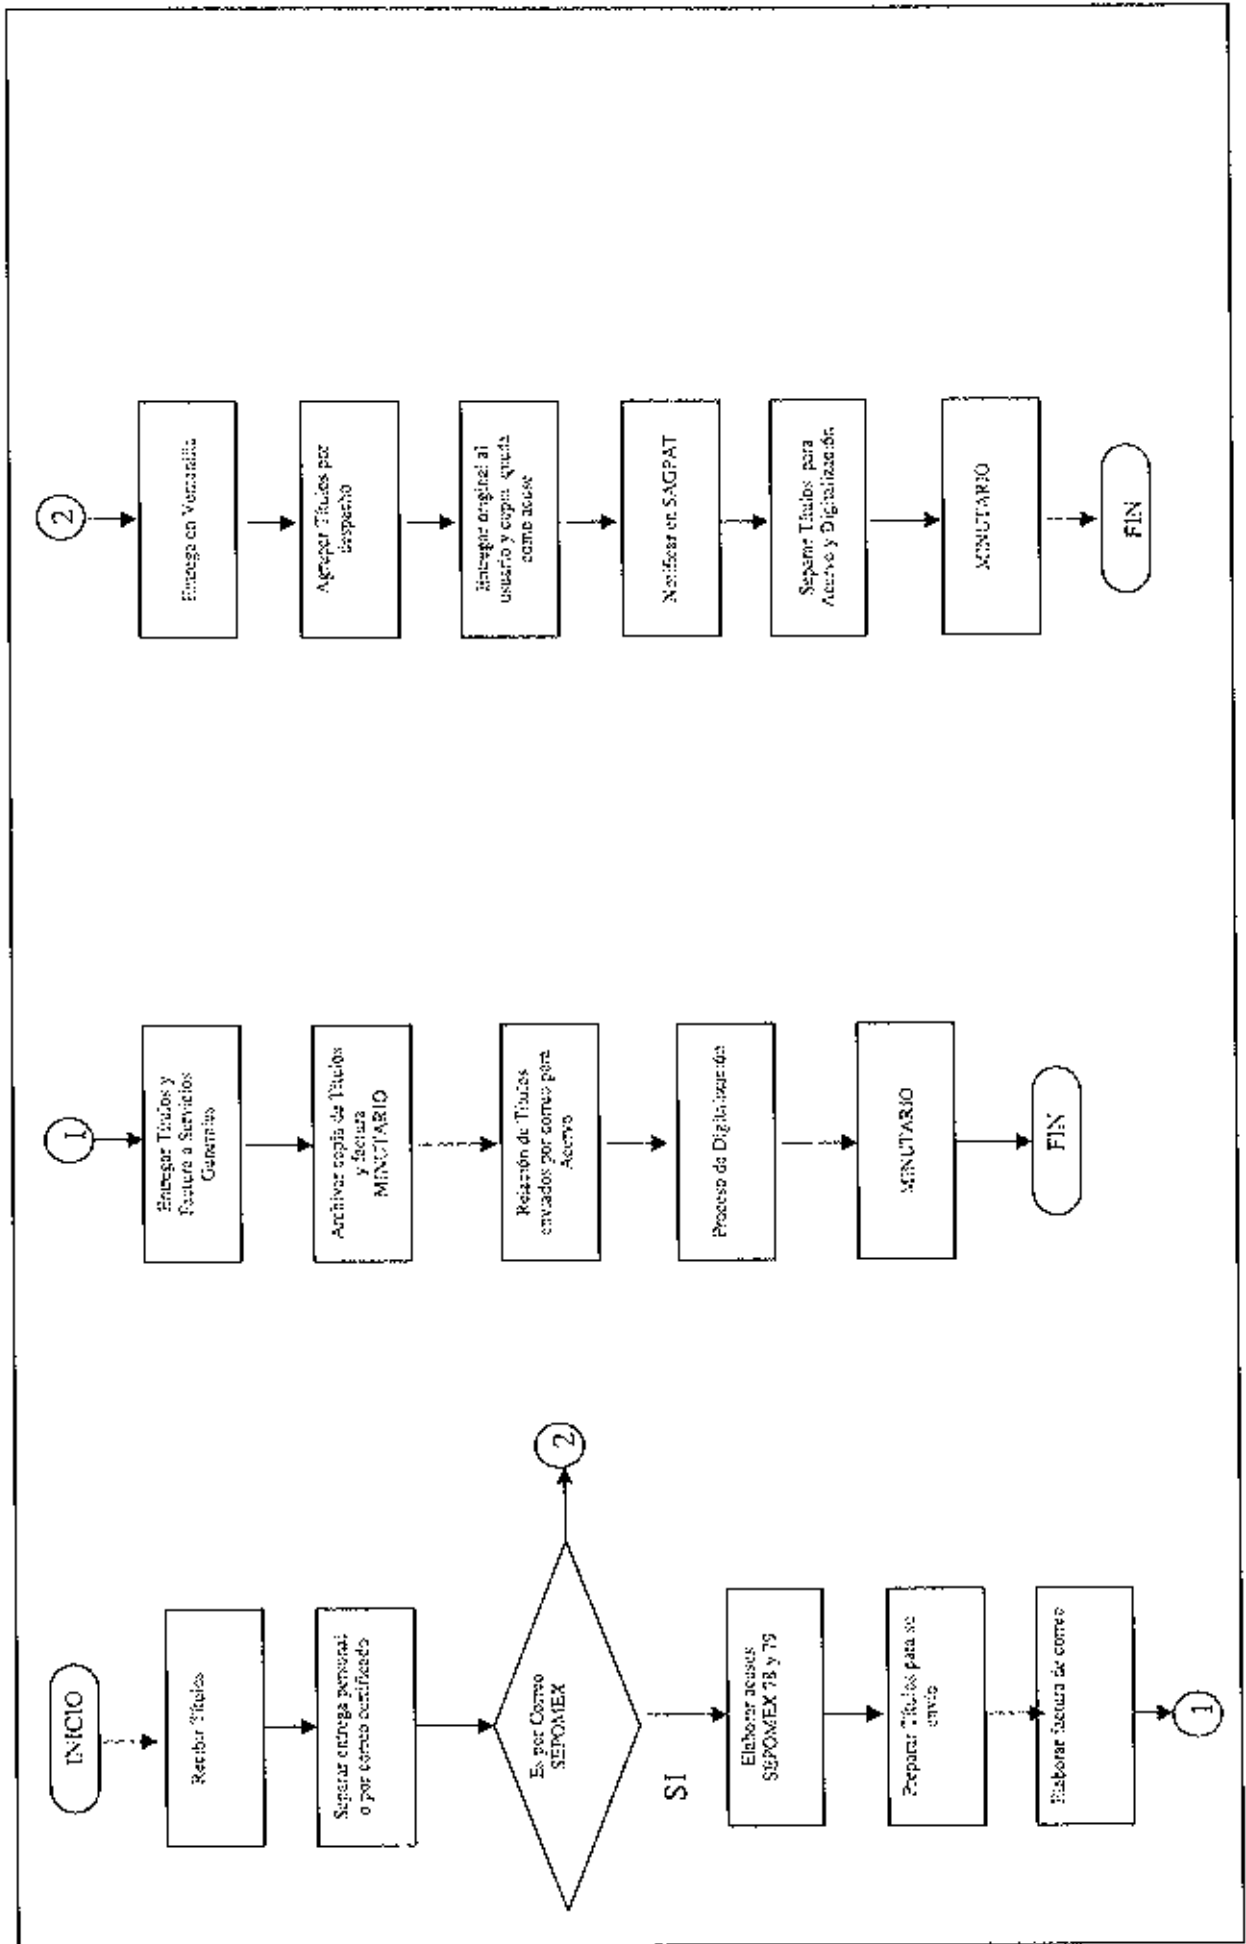 INICIO
Recibir Títulos
Separar entrega personal
o por correo certificado
Es por Correo
SEPOMEX
2
SI
Elaborar acuses
SEPOMEX 78 y 79
Preparar Títulos para su
envío
Elaborar factura de correo
1
1
Entregar Títulos y
Factura a Servicios
Generales
Archivar copia de Títulos
y factura
MINUTARIO
Relación de Títulos
enviados por correo para
Acervo
Proceso de Digitalización
MINUTARIO
FIN
2
Entrega en Ventanilla
Agrupar Títulos por
despacho
Entregar original al
usuario y copia queda
como acuse
Notificar en SAGPAT
Separar Títulos para
Acervo y Digitalización
MINUTARIO
FIN